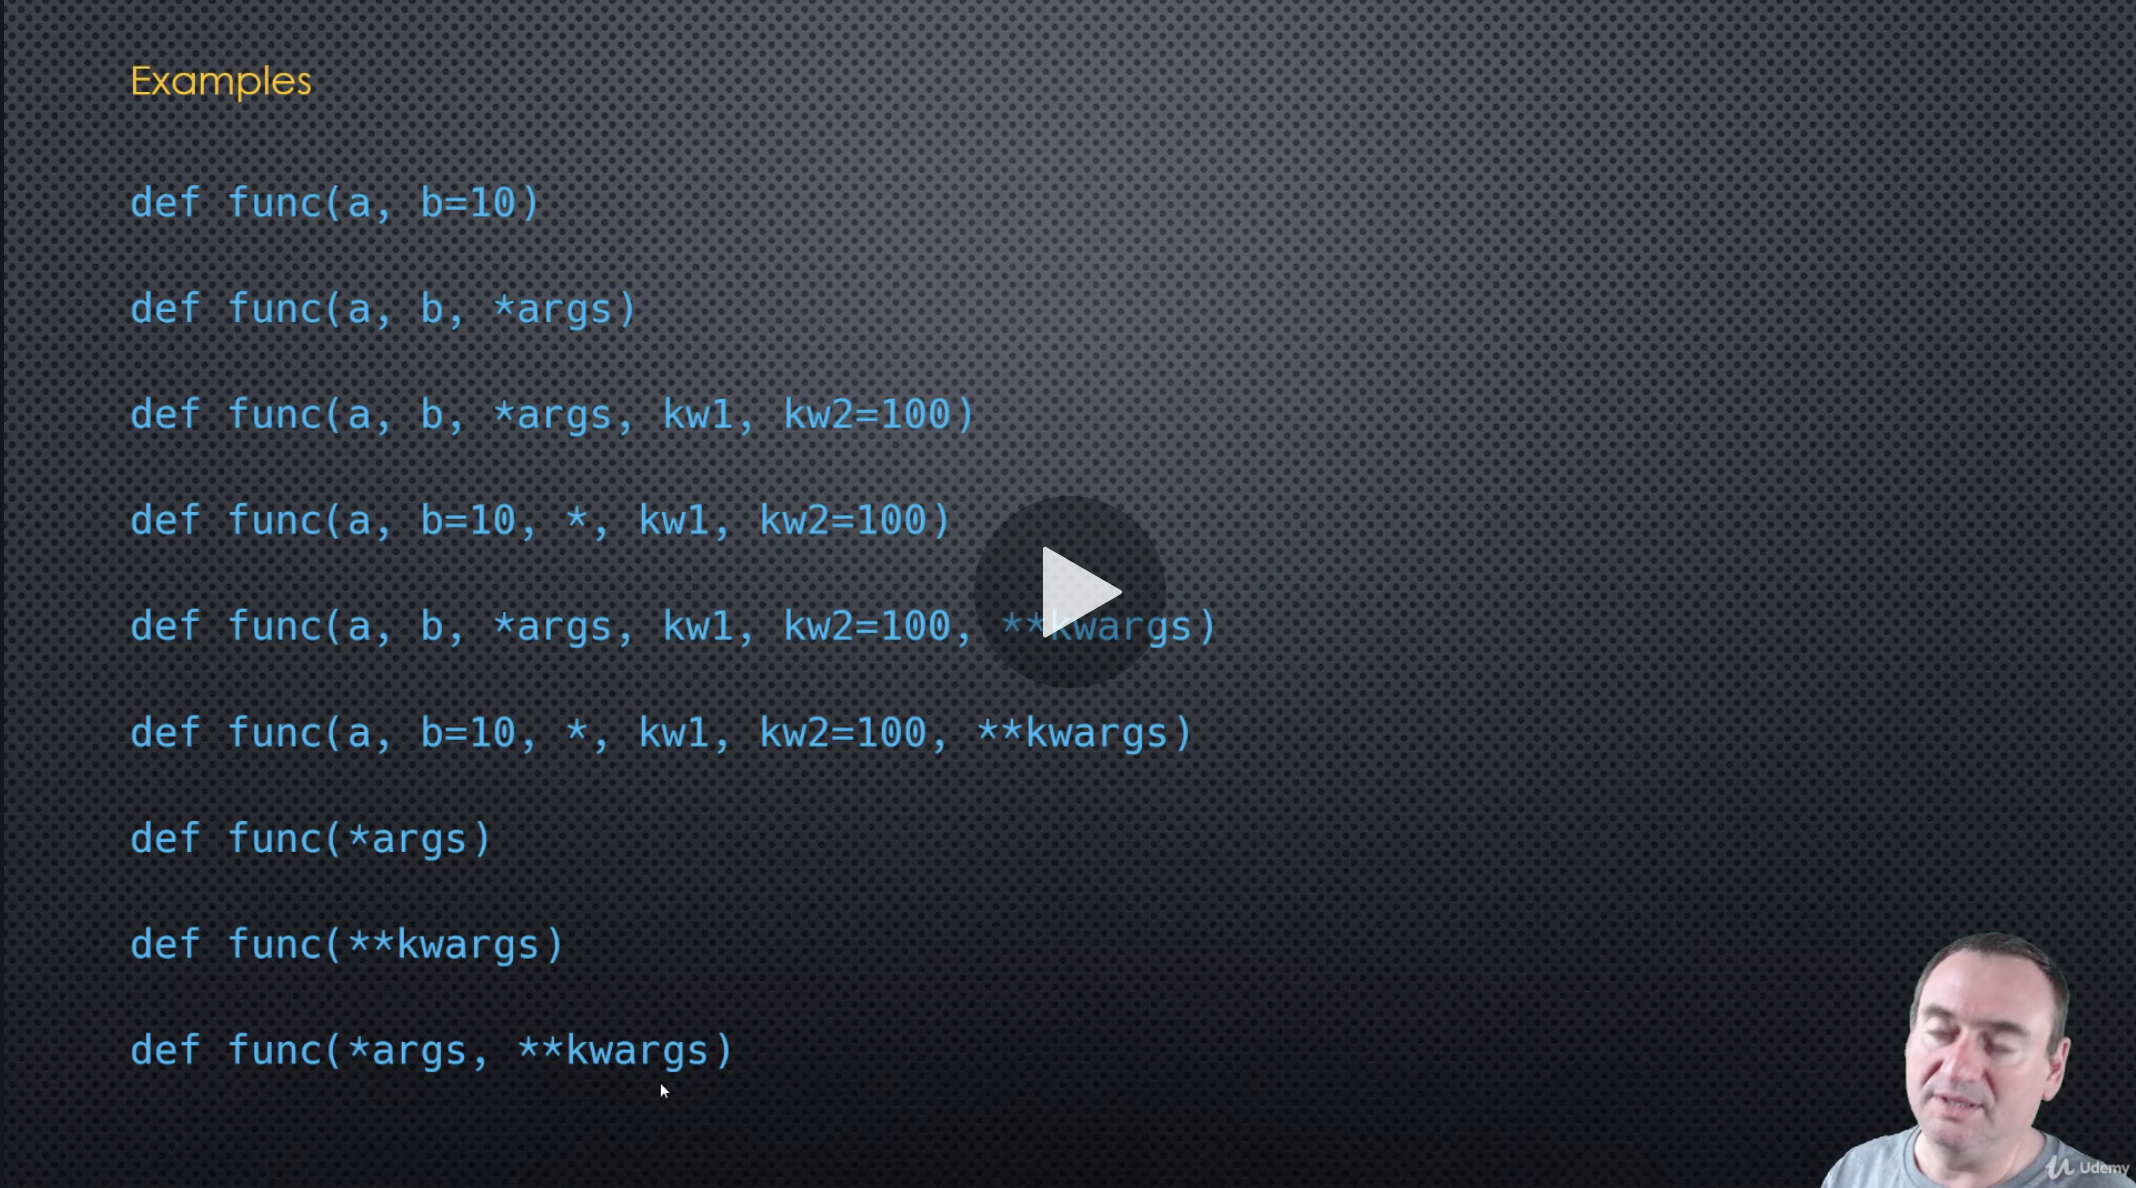 Examples
def func(a, b=10)
def func(a, b, *args)
def func(a, b, *args, kw1, kw2=100)
def func(a, b=10, *, kw1, kw2=100)
def func(a, b, *args, kw1, kw2=100, **kwargs)
def func(a, b=10, *, kw1, kw2=100, **kwargs)
def func(*args)
def func(**kwargs)
def func(*args, **kwargs)
Udemy